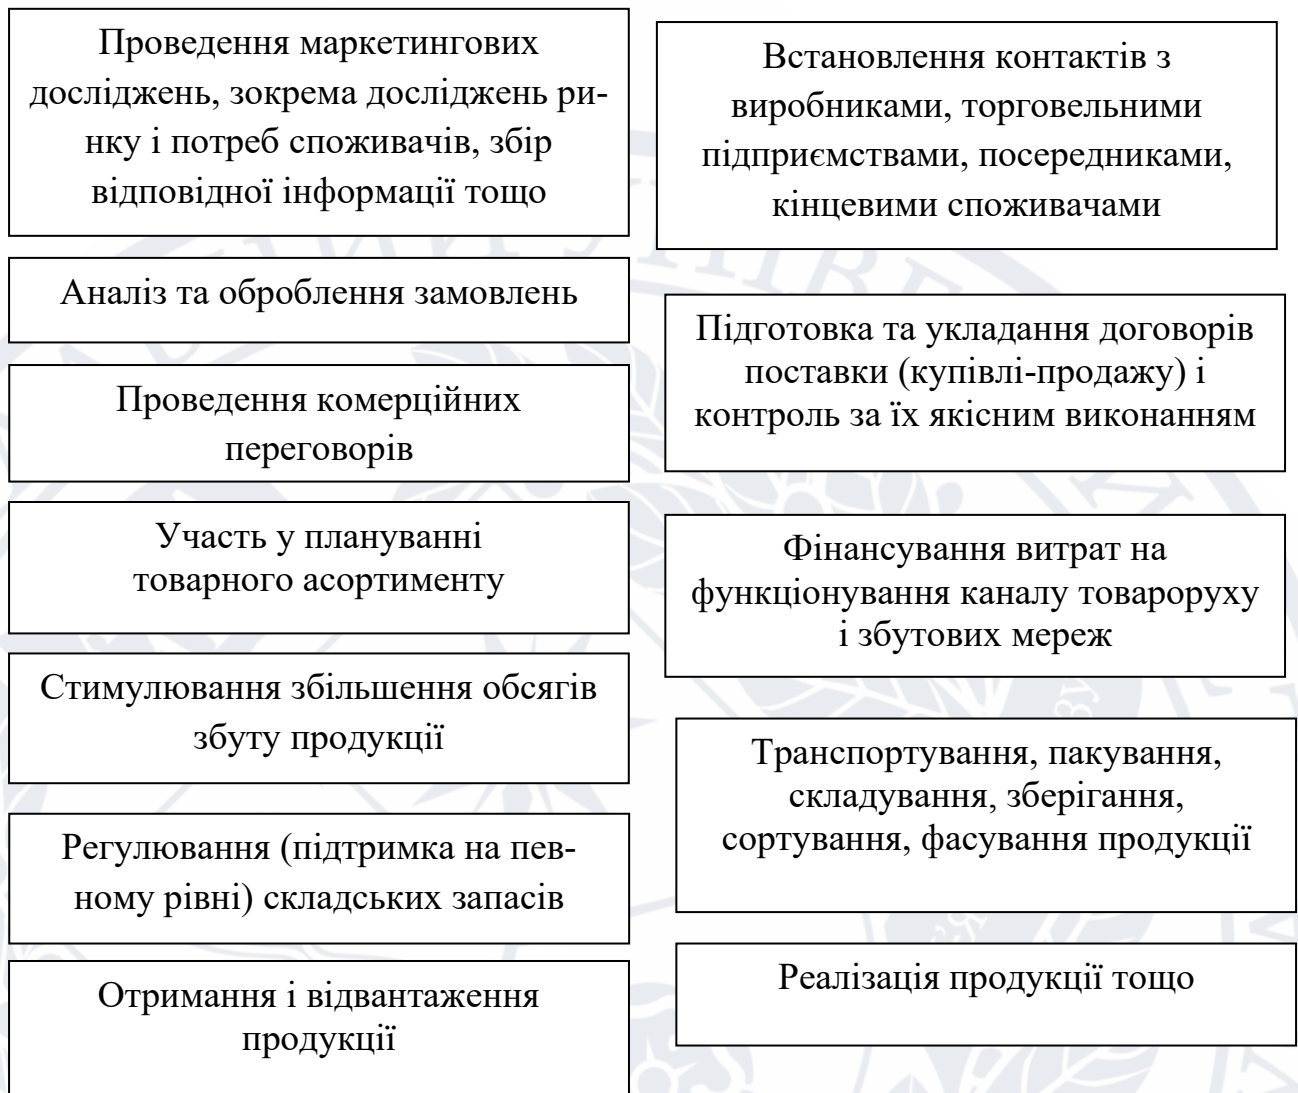 Проведення маркетингових
досліджень, зокрема досліджень ри-
нку і потреб споживачів, збір
відповідної інформації тощо
Аналіз та оброблення замовлень
Проведення комерційних
переговорів
Участь у плануванні
товарного асортименту
Стимулювання збільшення обсягів
збуту продукції
Регулювання (підтримка на пев-
ному рівні) складських запасів
Отримання і відвантаження
продукції
Встановлення контактів з
виробниками, торговельними
підприємствами, посередниками,
кінцевими споживачами
Підготовка та укладання договорів
поставки (купівлі-продажу) і
контроль за їх якісним виконанням
Фінансування витрат на
функціонування каналу товароруху
і збутових мереж
Транспортування, пакування,
складування, зберігання,
сортування, фасування продукції
Реалізація продукції тощо